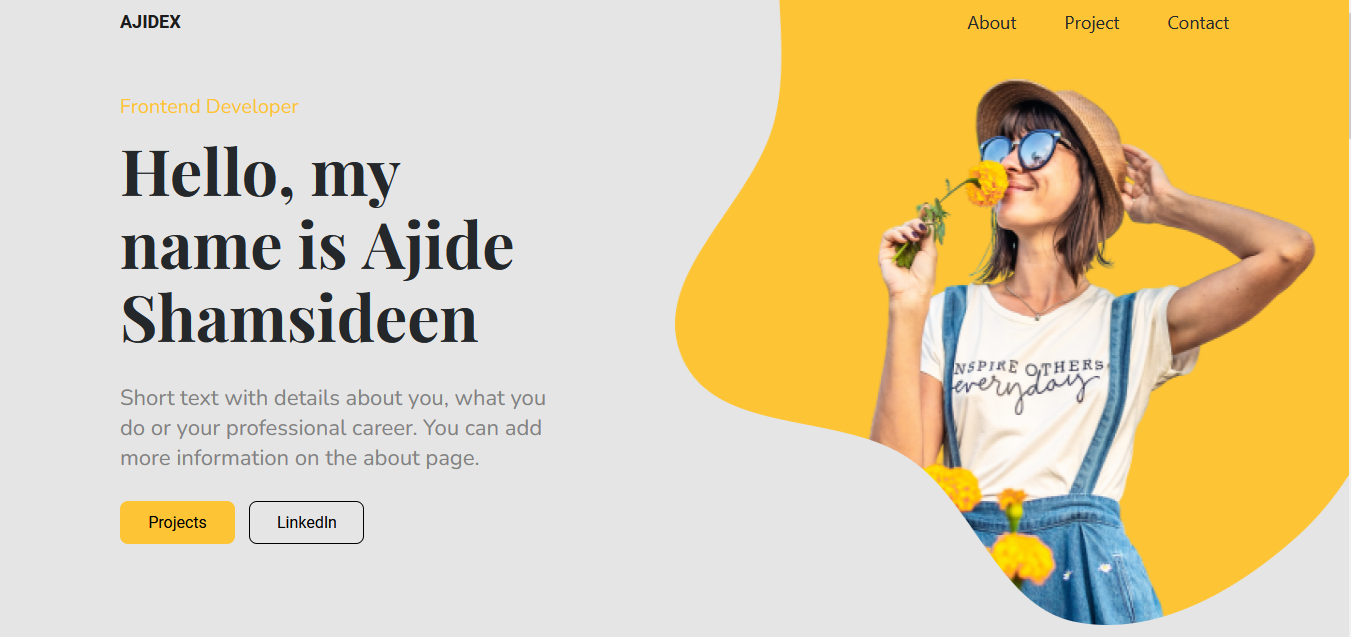 AJIDEX
About Project Contact
Frontend Developer
Hello, my
name is Ajide
Shamsideen
Short text with details about you, what you
do or your professional career. You can add
more information on the about page.
Projects LinkedIn
NSPIRE OTHERS
everyday